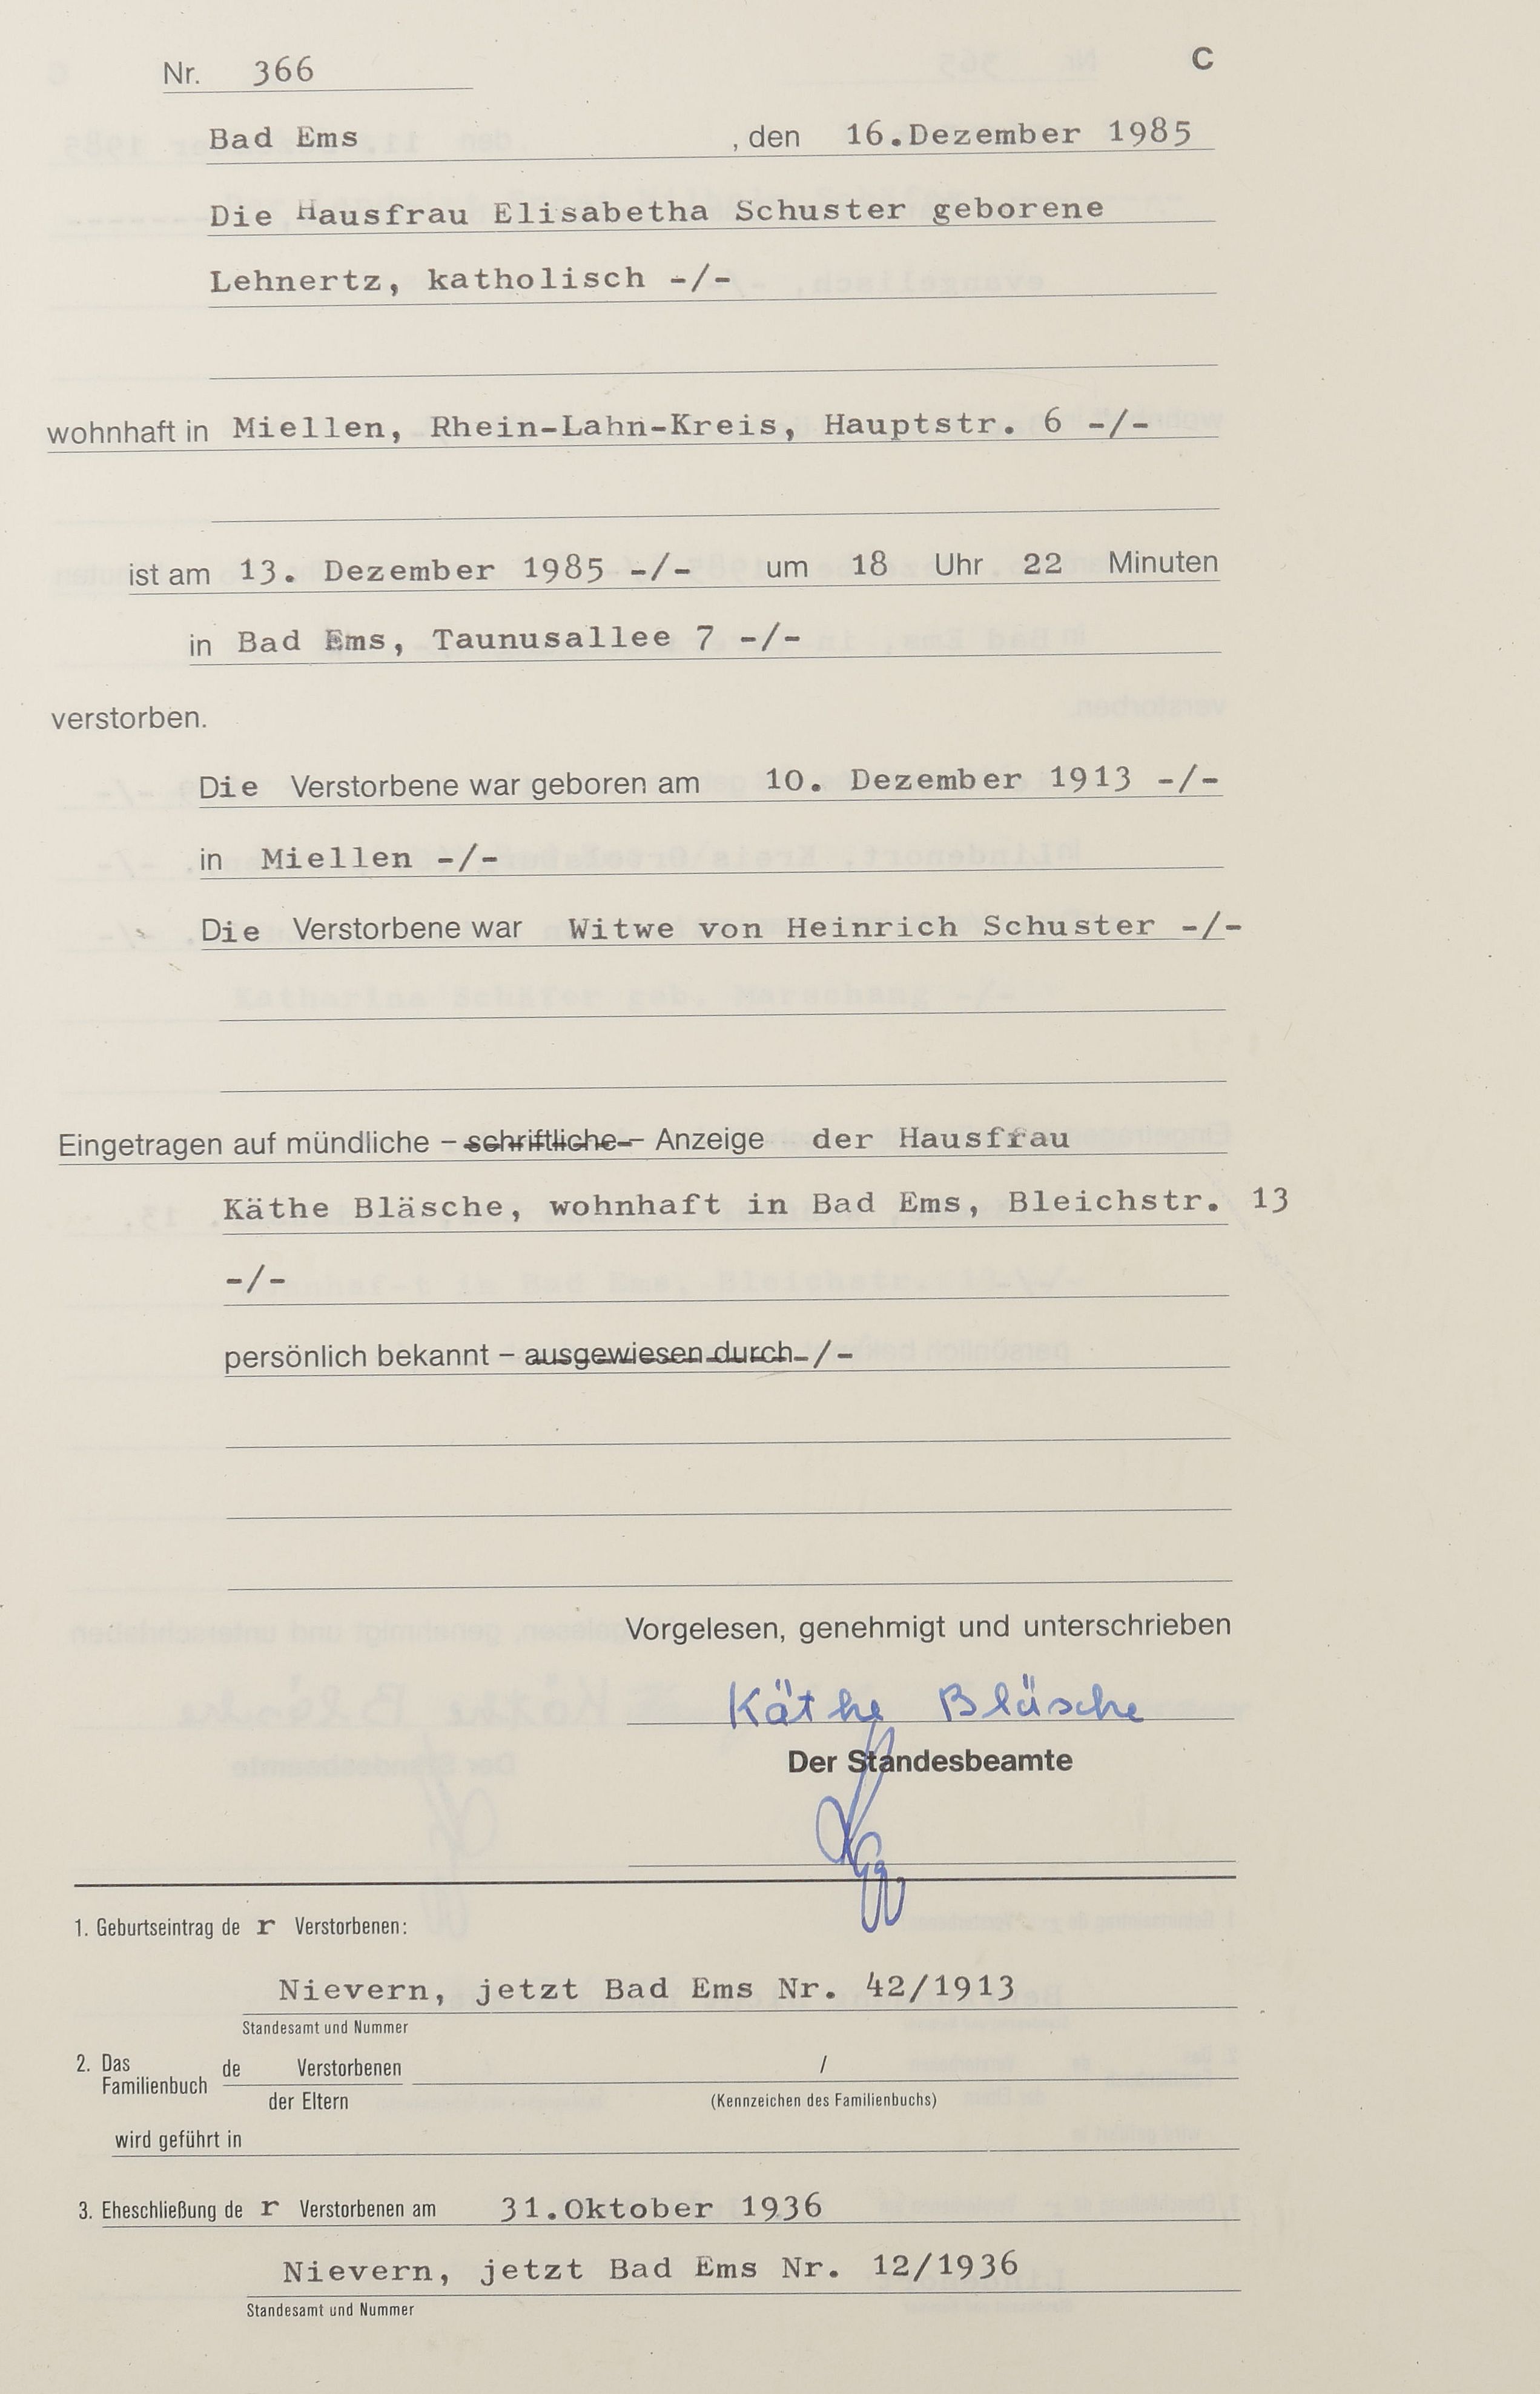 Nr. 366 C
Bad Ems , den 16.Dezember 1985
Die Hausfrau Elisabetha Schuster geborene
Lehnertz, katholisch -/-
wohnhaft in Miellen, Rhein-Lahn-Kreis, Hauptstr. 6 -/-
ist am 13. Dezember 1985 -/- um 18 Uhr 22 Minuten
in Bad Ems, Taunusallee 7 -/-
verstorben.
Die Verstorbene war geboren am 10. Dezember 1913 -/-
in Miellen -/-
Die Verstorbene war Witwe von Heinrich Schuster -/-
Eingetragen auf mündliche – schriftliche – Anzeige der Hausfrau
Käthe Bläsche, wohnhaft in Bad Ems, Bleichstr. 13
-/-
persönlich bekannt – ausgewiesen durch -/-
Vorgelesen, genehmigt und unterschrieben
Käthe Bläsche
Der Standesbeamte
1. Geburtseintrag de r Verstorbenen:
Nievern, jetzt Bad Ems Nr. 42/1913
Standesamt und Nummer
2. Das Familienbuch de Verstorbenen /
der Eltern (Kennzeichen des Familienbuchs)
wird geführt in
3. Eheschließung de r Verstorbenen am 31.Oktober 1936
Nievern, jetzt Bad Ems Nr. 12/1936
Standesamt und Nummer